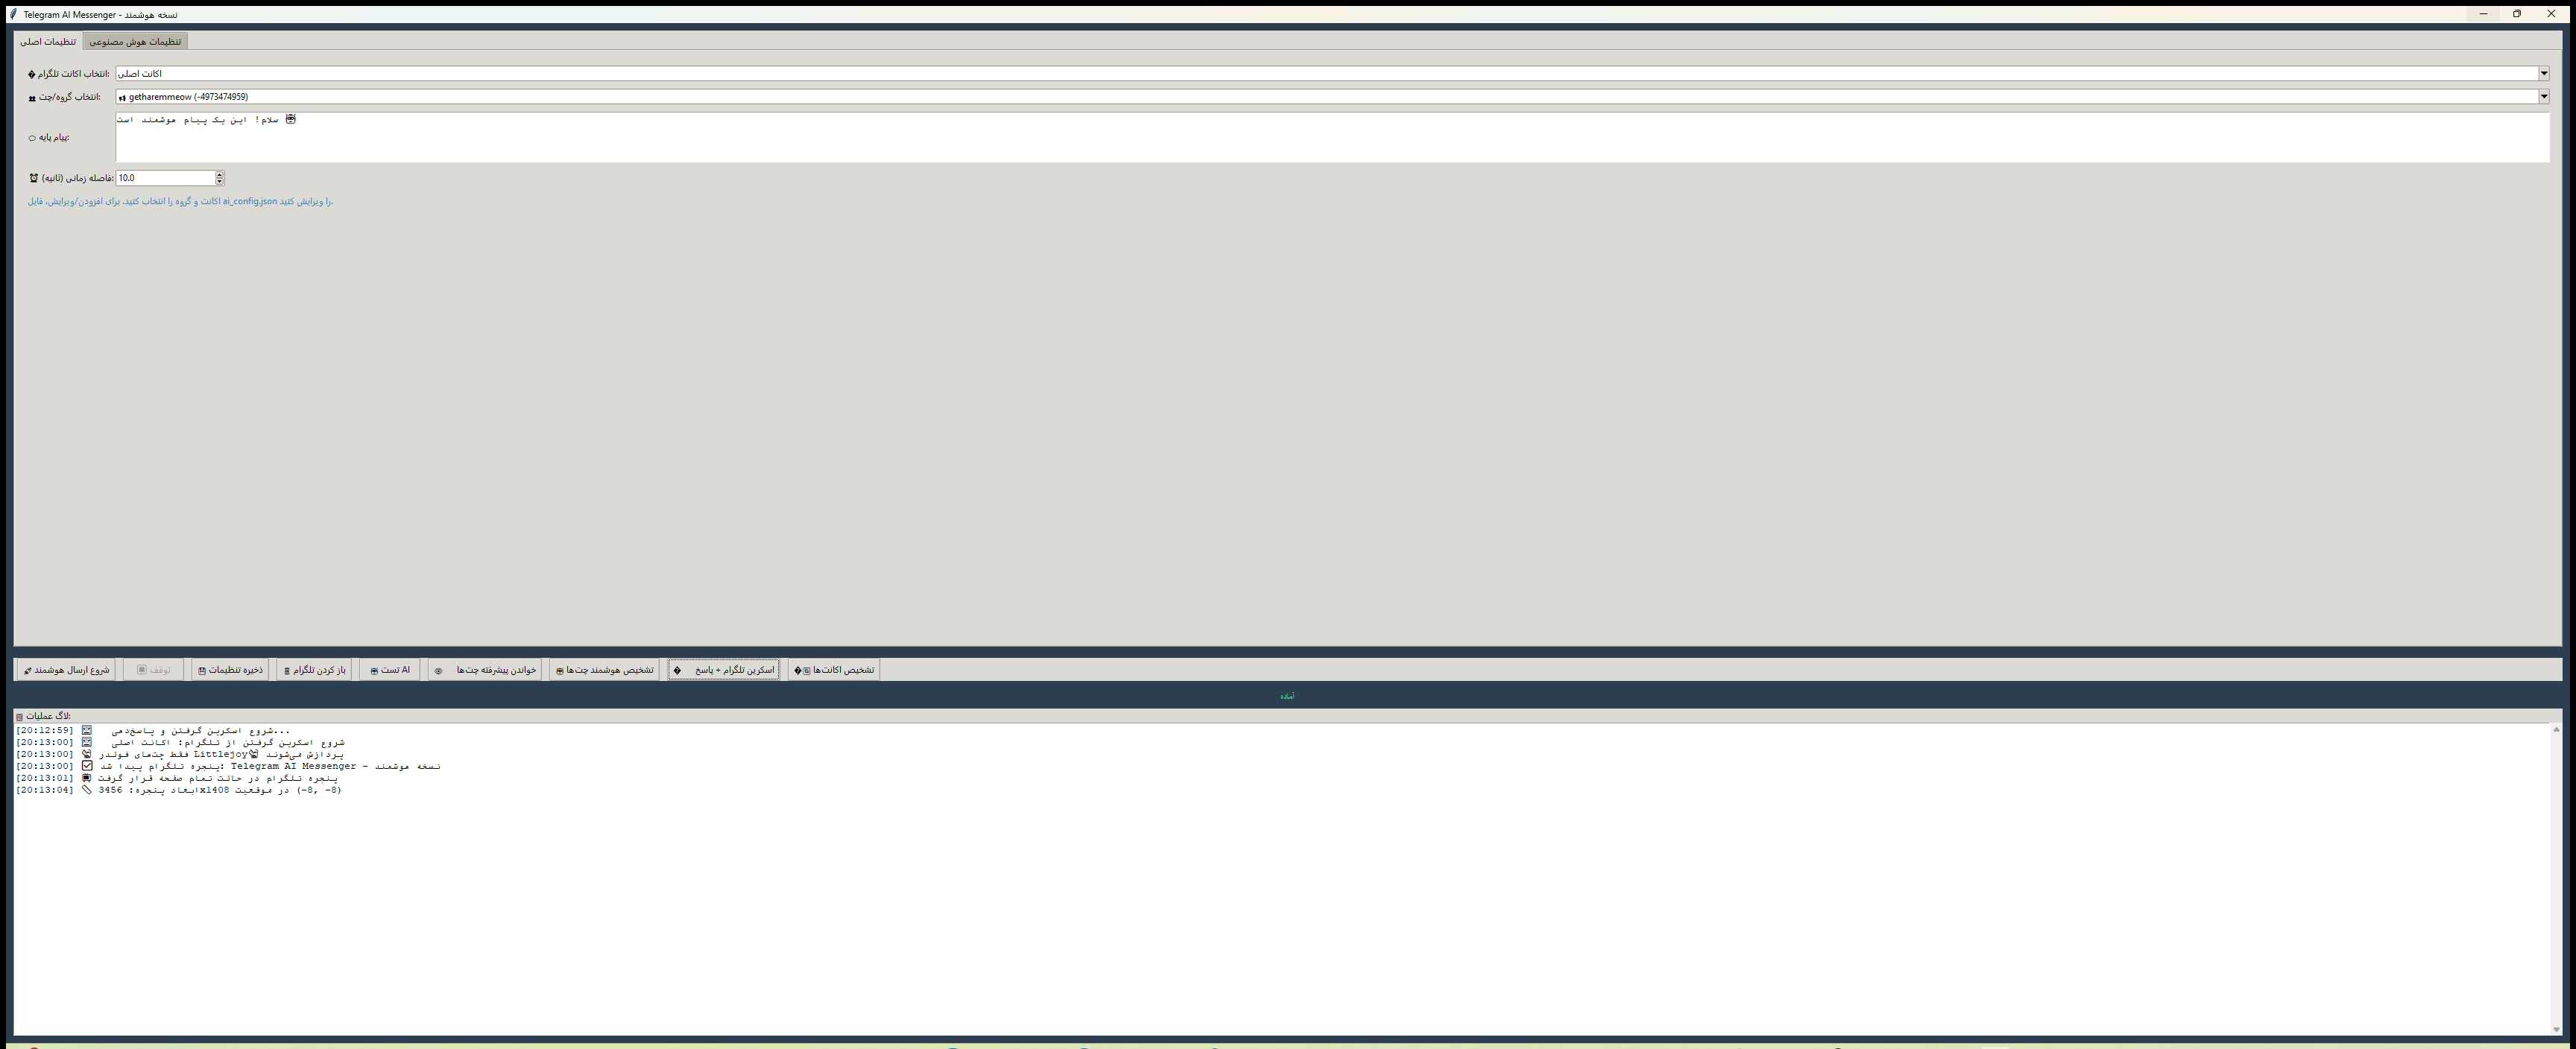 Telegram AI Messenger - نسخه هوشمند
تنظیمات اصلی
تنظیمات هوش مصنوعی
انتخاب اکانت تلگرام:
اکانت اصلی
انتخاب گروه/چت:
getharemmeow (-4973474959)
پیام پایه:
سلام! این یک پیام هوشمند است 🤖
فاصله زمانی (ثانیه):
10.0
اکانت و گروه را انتخاب کنید. برای افزودن/ویرایش، فایل ai_config.json را ویرایش کنید.
شروع ارسال هوشمند
توقف
ذخیره تنظیمات
باز کردن تلگرام
تست AI
خواندن پیشرفته چت‌ها
تشخیص هوشمند چت‌ها
اسکرین تلگرام + پاسخ
تشخیص اکانت‌ها
آماده
لاگ عملیات:
[20:12:59] شروع اسکرین گرفتن و پاسخ‌دهی...
[20:13:00] شروع اسکرین گرفتن از تلگرام: اکانت اصلی
[20:13:00] فقط چت‌های فولدر Littlejoy پردازش می‌شوند
[20:13:00] ☑ پنجره تلگرام پیدا شد: Telegram AI Messenger - نسخه هوشمند
[20:13:01] پنجره تلگرام در حالت تمام صفحه قرار گرفت
[20:13:04] ابعاد پنجره: 3456x1408 در موقعیت (-8, -8)